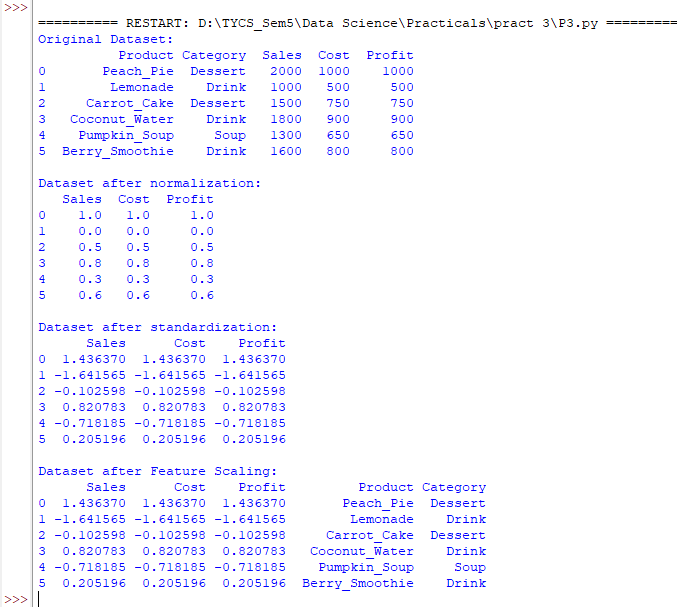 >>>
========== RESTART: D:\TYCS_Sem5\Data Science\Practicals\pract 3\P3.py =========
Original Dataset:
Product Category Sales Cost Profit
0 Peach_Pie Dessert 2000 1000 1000
1 Lemonade Drink 1000 500 500
2 Carrot_Cake Dessert 1500 750 750
3 Coconut_Water Drink 1800 900 900
4 Pumpkin_Soup Soup 1300 650 650
5 Berry_Smoothie Drink 1600 800 800
Dataset after normalization:
Sales Cost Profit
0 1.0 1.0 1.0
1 0.0 0.0 0.0
2 0.5 0.5 0.5
3 0.8 0.8 0.8
4 0.3 0.3 0.3
5 0.6 0.6 0.6
Dataset after standardization:
Sales Cost Profit
0 1.436370 1.436370 1.436370
1 -1.641565 -1.641565 -1.641565
2 -0.102598 -0.102598 -0.102598
3 0.820783 0.820783 0.820783
4 -0.718185 -0.718185 -0.718185
5 0.205196 0.205196 0.205196
Dataset after Feature Scaling:
Sales Cost Profit Product Category
0 1.436370 1.436370 1.436370 Peach_Pie Dessert
1 -1.641565 -1.641565 -1.641565 Lemonade Drink
2 -0.102598 -0.102598 -0.102598 Carrot_Cake Dessert
3 0.820783 0.820783 0.820783 Coconut_Water Drink
4 -0.718185 -0.718185 -0.718185 Pumpkin_Soup Soup
5 0.205196 0.205196 0.205196 Berry_Smoothie Drink
>>>